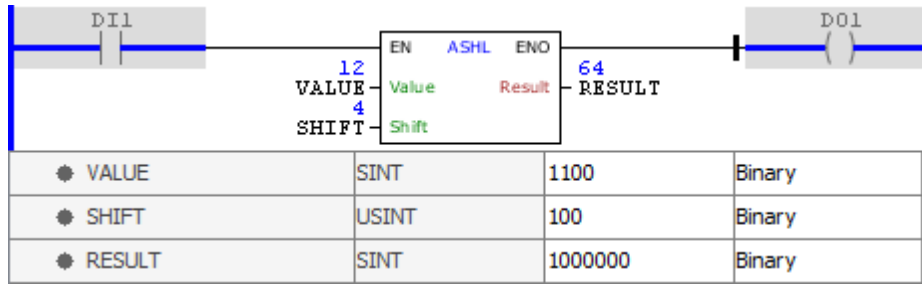 DI1 DO1
EN ASHL ENO
12 64
VALUE Value Result RESULT
4
SHIFT Shift
VALUE SINT 1100 Binary
SHIFT USINT 100 Binary
RESULT SINT 1000000 Binary